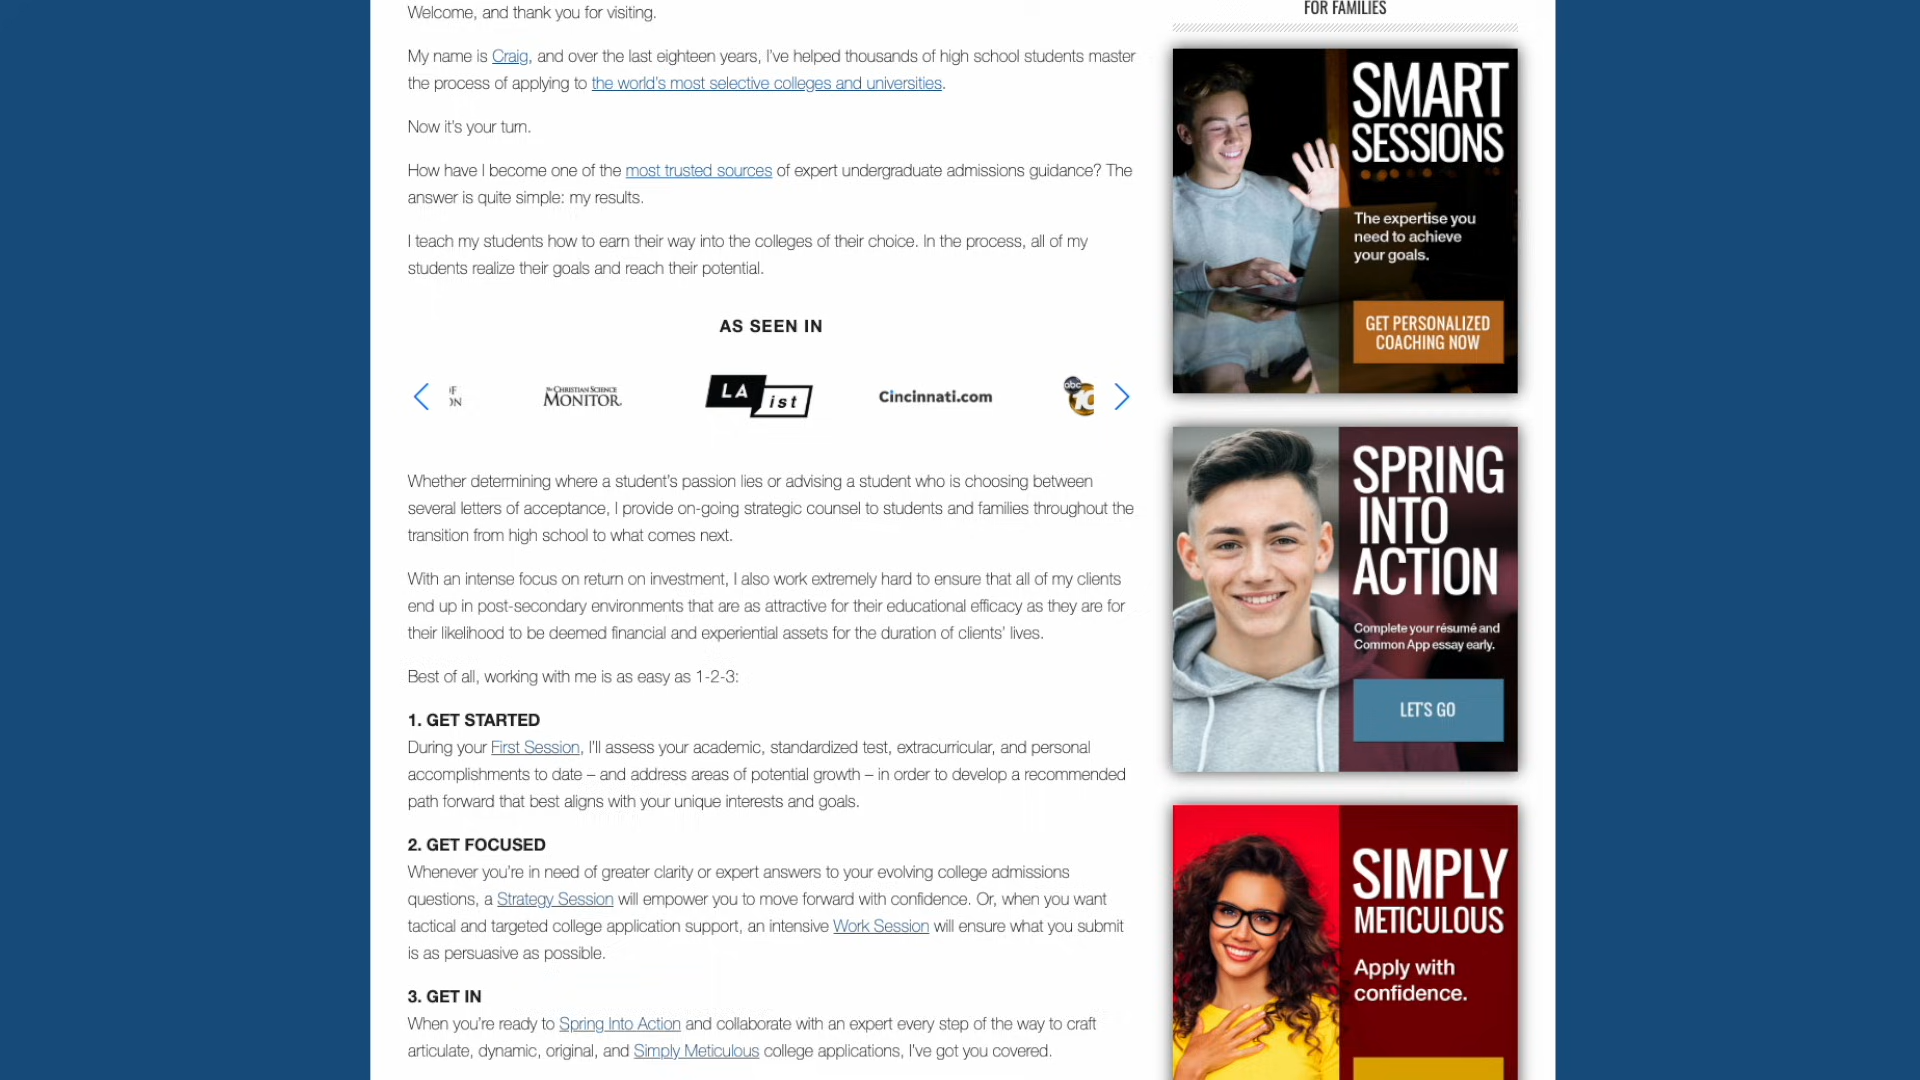 Welcome, and thank you for visiting.
My name is Craig, and over the last eighteen years, I've helped thousands of high school students master
the process of applying to the world's most selective colleges and universities.
Now it's your turn.
How have I become one of the most trusted sources of expert undergraduate admissions guidance? The
answer is quite simple: my results.
I teach my students how to earn their way into the colleges of their choice. In the process, all of my
students realize their goals and reach their potential.
AS SEEN IN
The CHRISTIAN SCIENCE
MONITOR
LA
ist
Cincinnati.com
abc
10
Whether determining where a student's passion lies or advising a student who is choosing between
several letters of acceptance, I provide on-going strategic counsel to students and families throughout the
transition from high school to what comes next.
With an intense focus on return on investment, I also work extremely hard to ensure that all of my clients
end up in post-secondary environments that are as attractive for their educational efficacy as they are for
their likelihood to be deemed financial and experiential assets for the duration of clients' lives.
Best of all, working with me is as easy as 1-2-3:
1. GET STARTED
During your First Session, I'll assess your academic, standardized test, extracurricular, and personal
accomplishments to date – and address areas of potential growth – in order to develop a recommended
path forward that best aligns with your unique interests and goals.
2. GET FOCUSED
Whenever you're in need of greater clarity or expert answers to your evolving college admissions
questions, a Strategy Session will empower you to move forward with confidence. Or, when you want
tactical and targeted college application support, an intensive Work Session will ensure what you submit
is as persuasive as possible.
3. GET IN
When you're ready to Spring Into Action and collaborate with an expert every step of the way to craft
articulate, dynamic, original, and Simply Meticulous college applications, I've got you covered.
FOR FAMILIES
SMART
SESSIONS
The expertise you
need to achieve
your goals.
GET PERSONALIZED
COACHING NOW
SPRING
INTO
ACTION
Complete your résumé and
Common App essay early.
LET'S GO
SIMPLY
METICULOUS
Apply with
confidence.